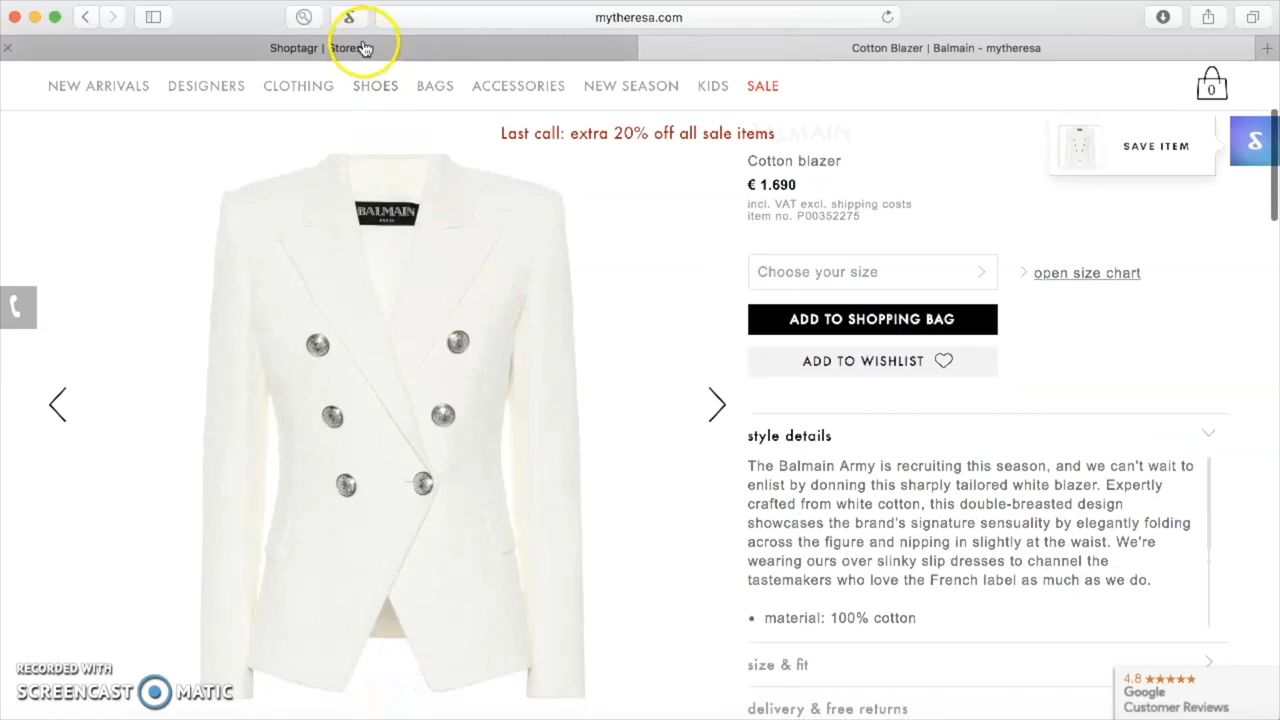 mytheresa.com
Shoptagr | Stores
Cotton Blazer | Balmain - mytheresa
NEW ARRIVALS DESIGNERS CLOTHING SHOES BAGS ACCESSORIES NEW SEASON KIDS SALE
0
Last call: extra 20% off all sale items
BALMAIN
SAVE ITEM
Cotton blazer
€ 1.690
incl. VAT excl. shipping costs
item no. P00352275
BALMAIN
PARIS
Choose your size
open size chart
ADD TO SHOPPING BAG
ADD TO WISHLIST
style details
The Balmain Army is recruiting this season, and we can't wait to
enlist by donning this sharply tailored white blazer. Expertly
crafted from white cotton, this double-breasted design
showcases the brand's signature sensuality by elegantly folding
across the figure and nipping in slightly at the waist. We're
wearing ours over slinky slip dresses to channel the
tastemakers who love the French label as much as we do.
• material: 100% cotton
size & fit
delivery & free returns
4.8 ★★★★★
Google
Customer Reviews
RECORDED WITH
SCREENCAST MATIC